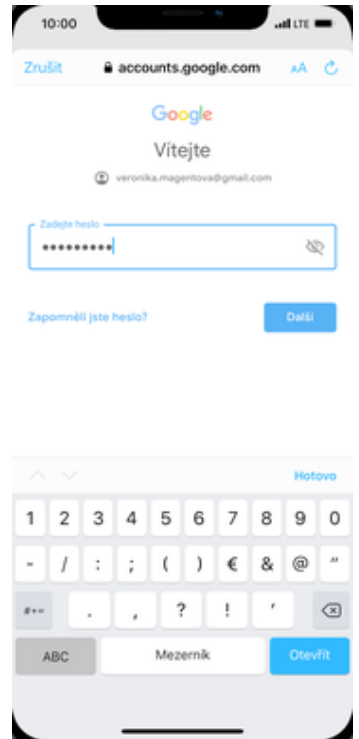 10:00 LTE
Zrušit accounts.google.com AA
Google
Vítejte
veronika.magentova@gmail.com
Zadejte heslo
•••••••••
Zapomněli jste heslo? Další
Hotovo
1 2 3 4 5 6 7 8 9 0
- / : ; ( ) € & @ "
#+= . , ? ! '
ABC Mezerník Otevřít